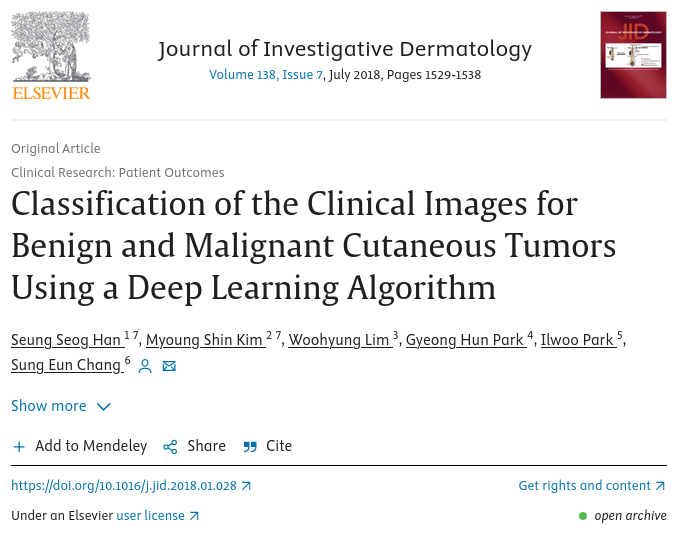 ELSEVIER
Journal of Investigative Dermatology
Volume 138, Issue 7, July 2018, Pages 1529-1538
JID
Original Article
Clinical Research: Patient Outcomes
Classification of the Clinical Images for
Benign and Malignant Cutaneous Tumors
Using a Deep Learning Algorithm
Seung Seog Han 1 7, Myoung Shin Kim 2 7, Woohyung Lim 3, Gyeong Hun Park 4, Ilwoo Park 5,
Sung Eun Chang 6
Show more
Add to Mendeley Share Cite
https://doi.org/10.1016/j.jid.2018.01.028 Get rights and content
Under an Elsevier user license open archive